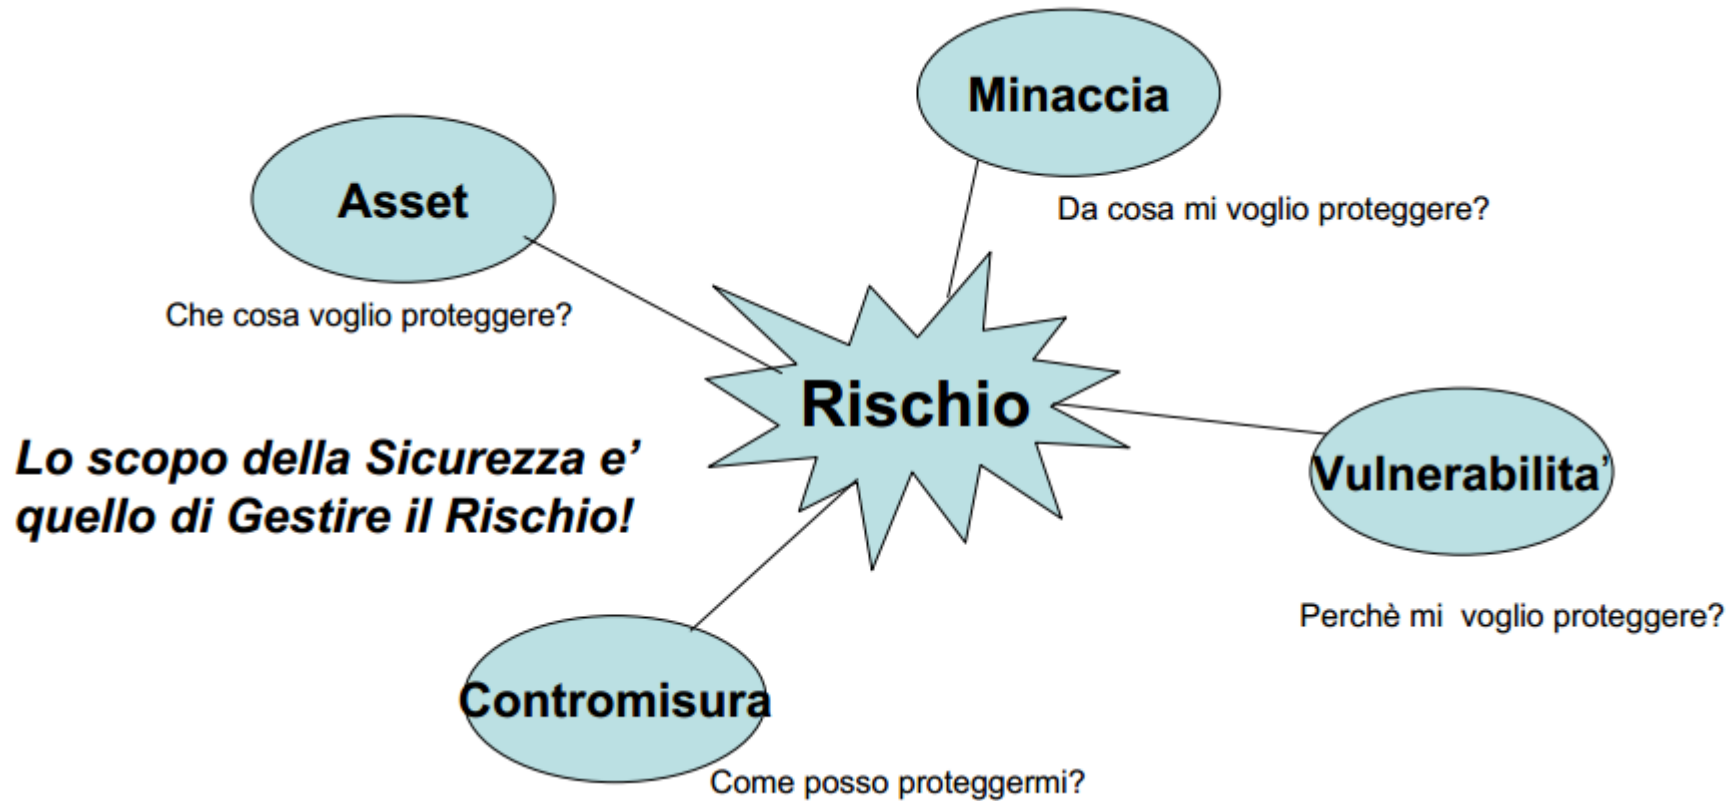 Minaccia
Da cosa mi voglio proteggere?
Asset
Che cosa voglio proteggere?
Rischio
Lo scopo della Sicurezza e’
quello di Gestire il Rischio!
Vulnerabilita’
Perchè mi  voglio proteggere?
Contromisura
Come posso proteggermi?